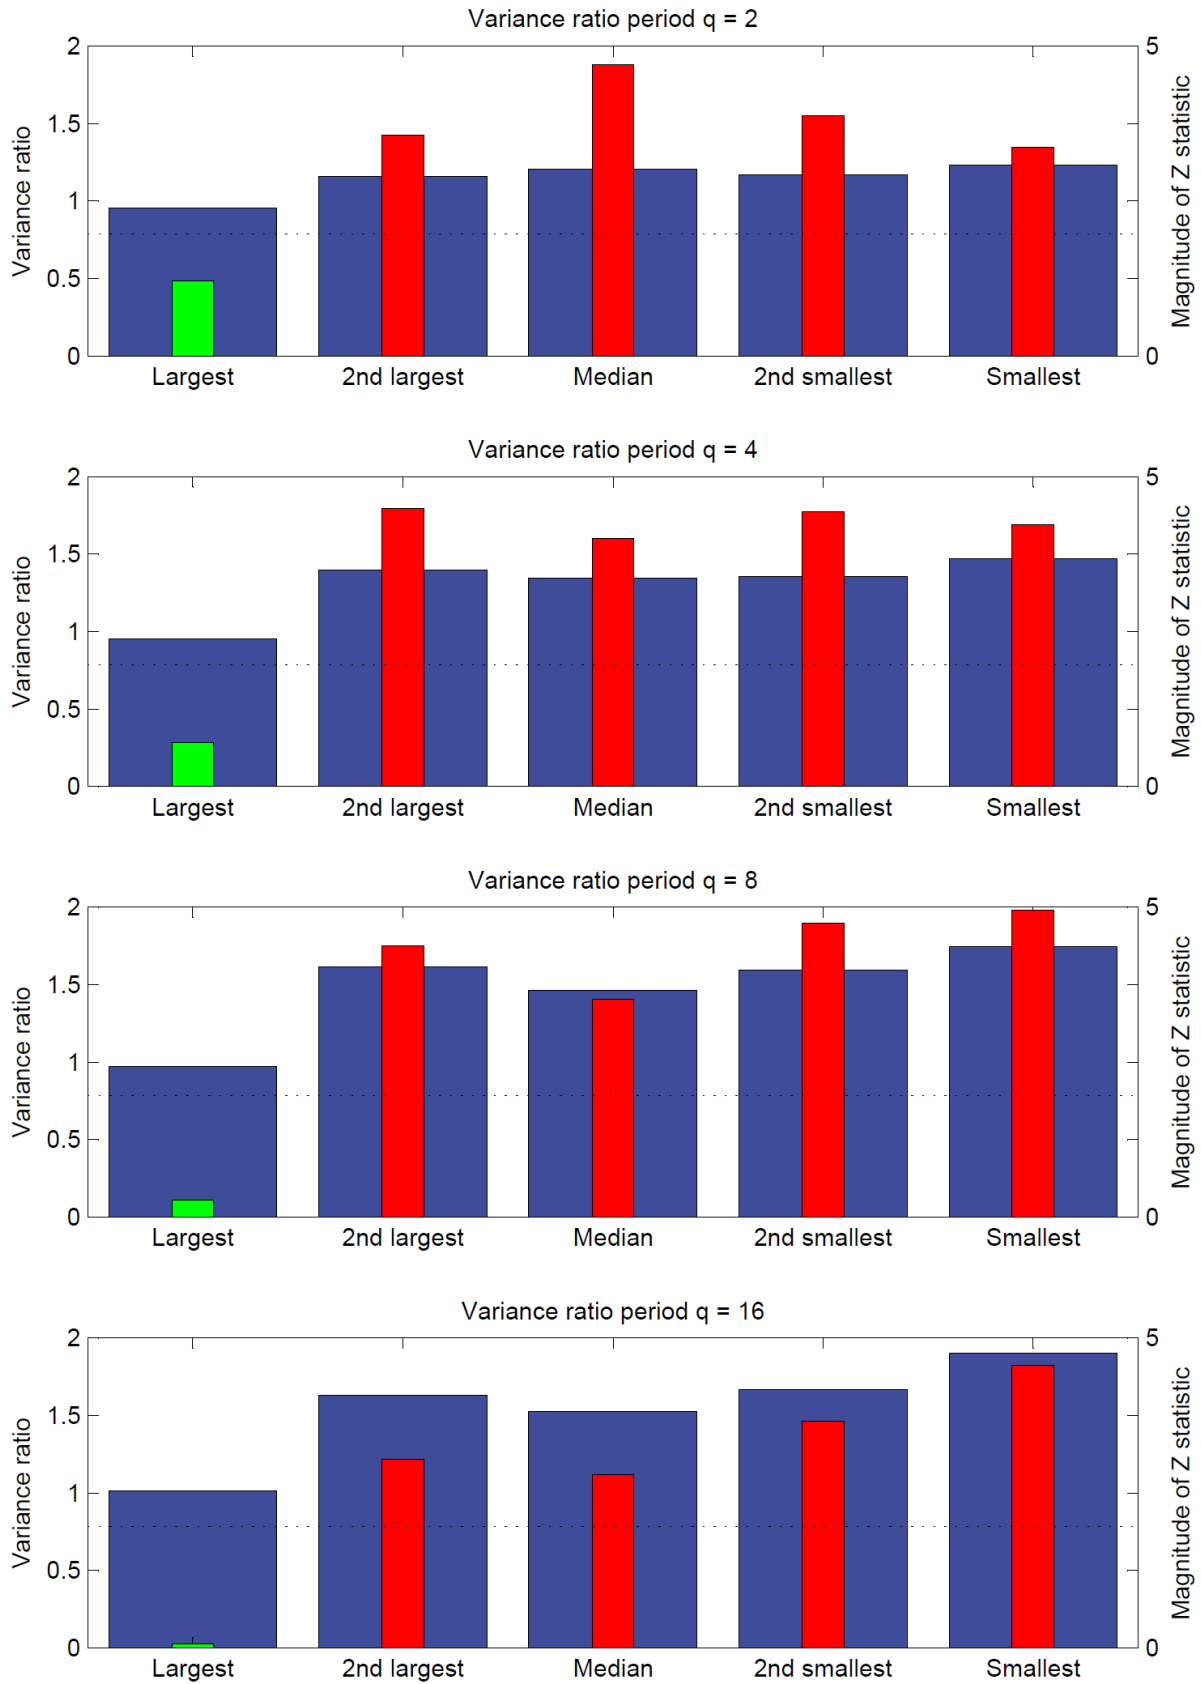 Variance ratio period q = 2
2
1.5
1
0.5
0
Variance ratio
5
0
Magnitude of Z statistic
Largest 2nd largest Median 2nd smallest Smallest
Variance ratio period q = 4
2
1.5
1
0.5
0
Variance ratio
5
0
Magnitude of Z statistic
Largest 2nd largest Median 2nd smallest Smallest
Variance ratio period q = 8
2
1.5
1
0.5
0
Variance ratio
5
0
Magnitude of Z statistic
Largest 2nd largest Median 2nd smallest Smallest
Variance ratio period q = 16
2
1.5
1
0.5
0
Variance ratio
5
0
Magnitude of Z statistic
Largest 2nd largest Median 2nd smallest Smallest